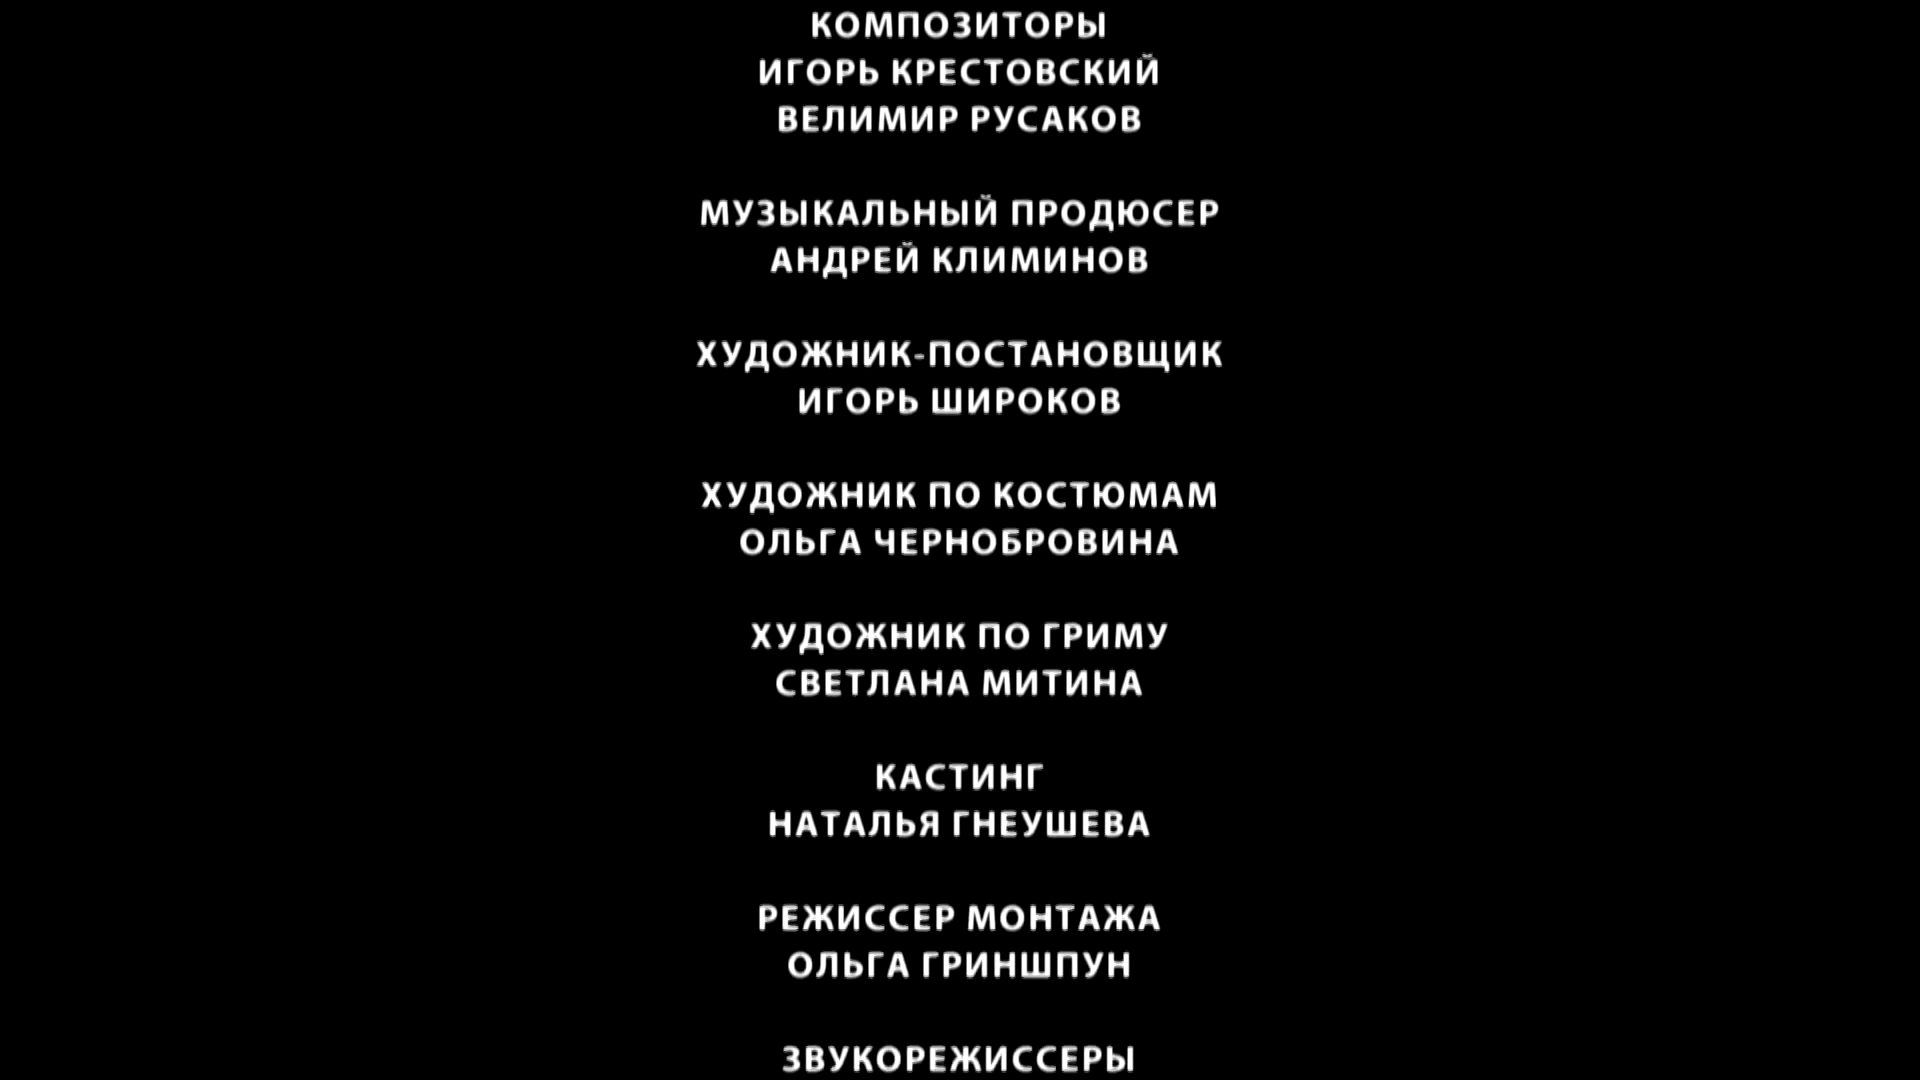 КОМПОЗИТОРЫ
ИГОРЬ КРЕСТОВСКИЙ
ВЕЛИМИР РУСАКОВ
МУЗЫКАЛЬНЫЙ ПРОДЮСЕР
АНДРЕЙ КЛИМИНОВ
ХУДОЖНИК-ПОСТАНОВЩИК
ИГОРЬ ШИРОКОВ
ХУДОЖНИК ПО КОСТЮМАМ
ОЛЬГА ЧЕРНОБРОВИНА
ХУДОЖНИК ПО ГРИМУ
СВЕТЛАНА МИТИНА
КАСТИНГ
НАТАЛЬЯ ГНЕУШЕВА
РЕЖИССЕР МОНТАЖА
ОЛЬГА ГРИНШПУН
ЗВУКОРЕЖИССЕРЫ